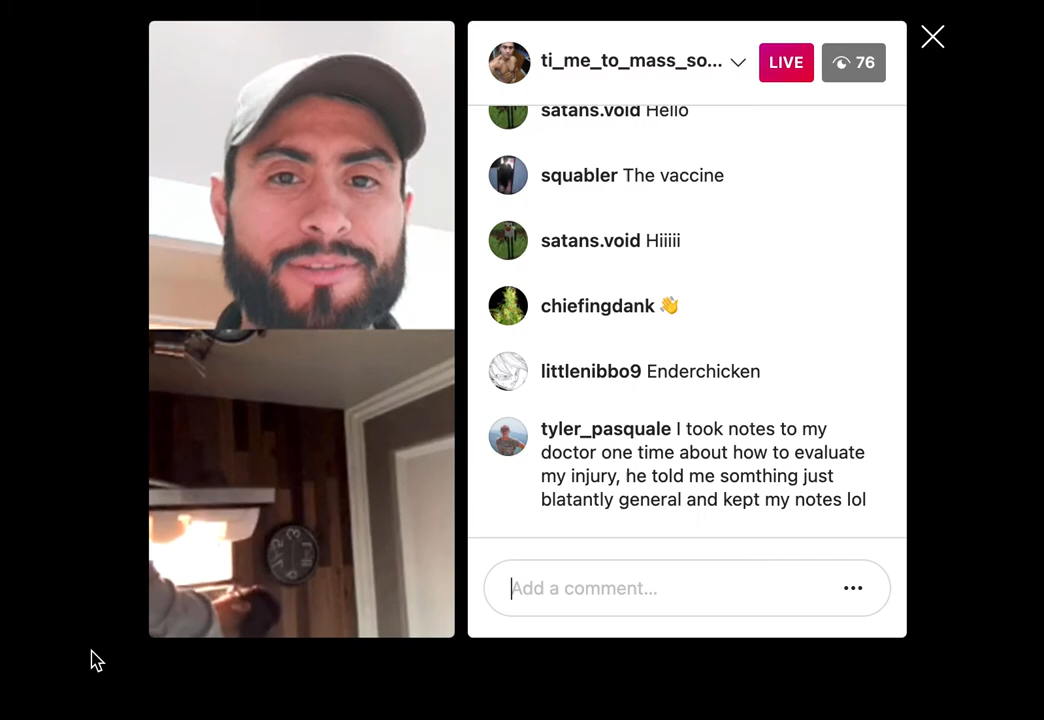 ti_me_to_mass_so...
LIVE
76
satans.void Hello
squabler The vaccine
satans.void Hiiiii
chiefingdank 👋
littlenibbo9 Enderchicken
tyler_pasquale I took notes to my
doctor one time about how to evaluate
my injury, he told me somthing just
blatantly general and kept my notes lol
Add a comment...